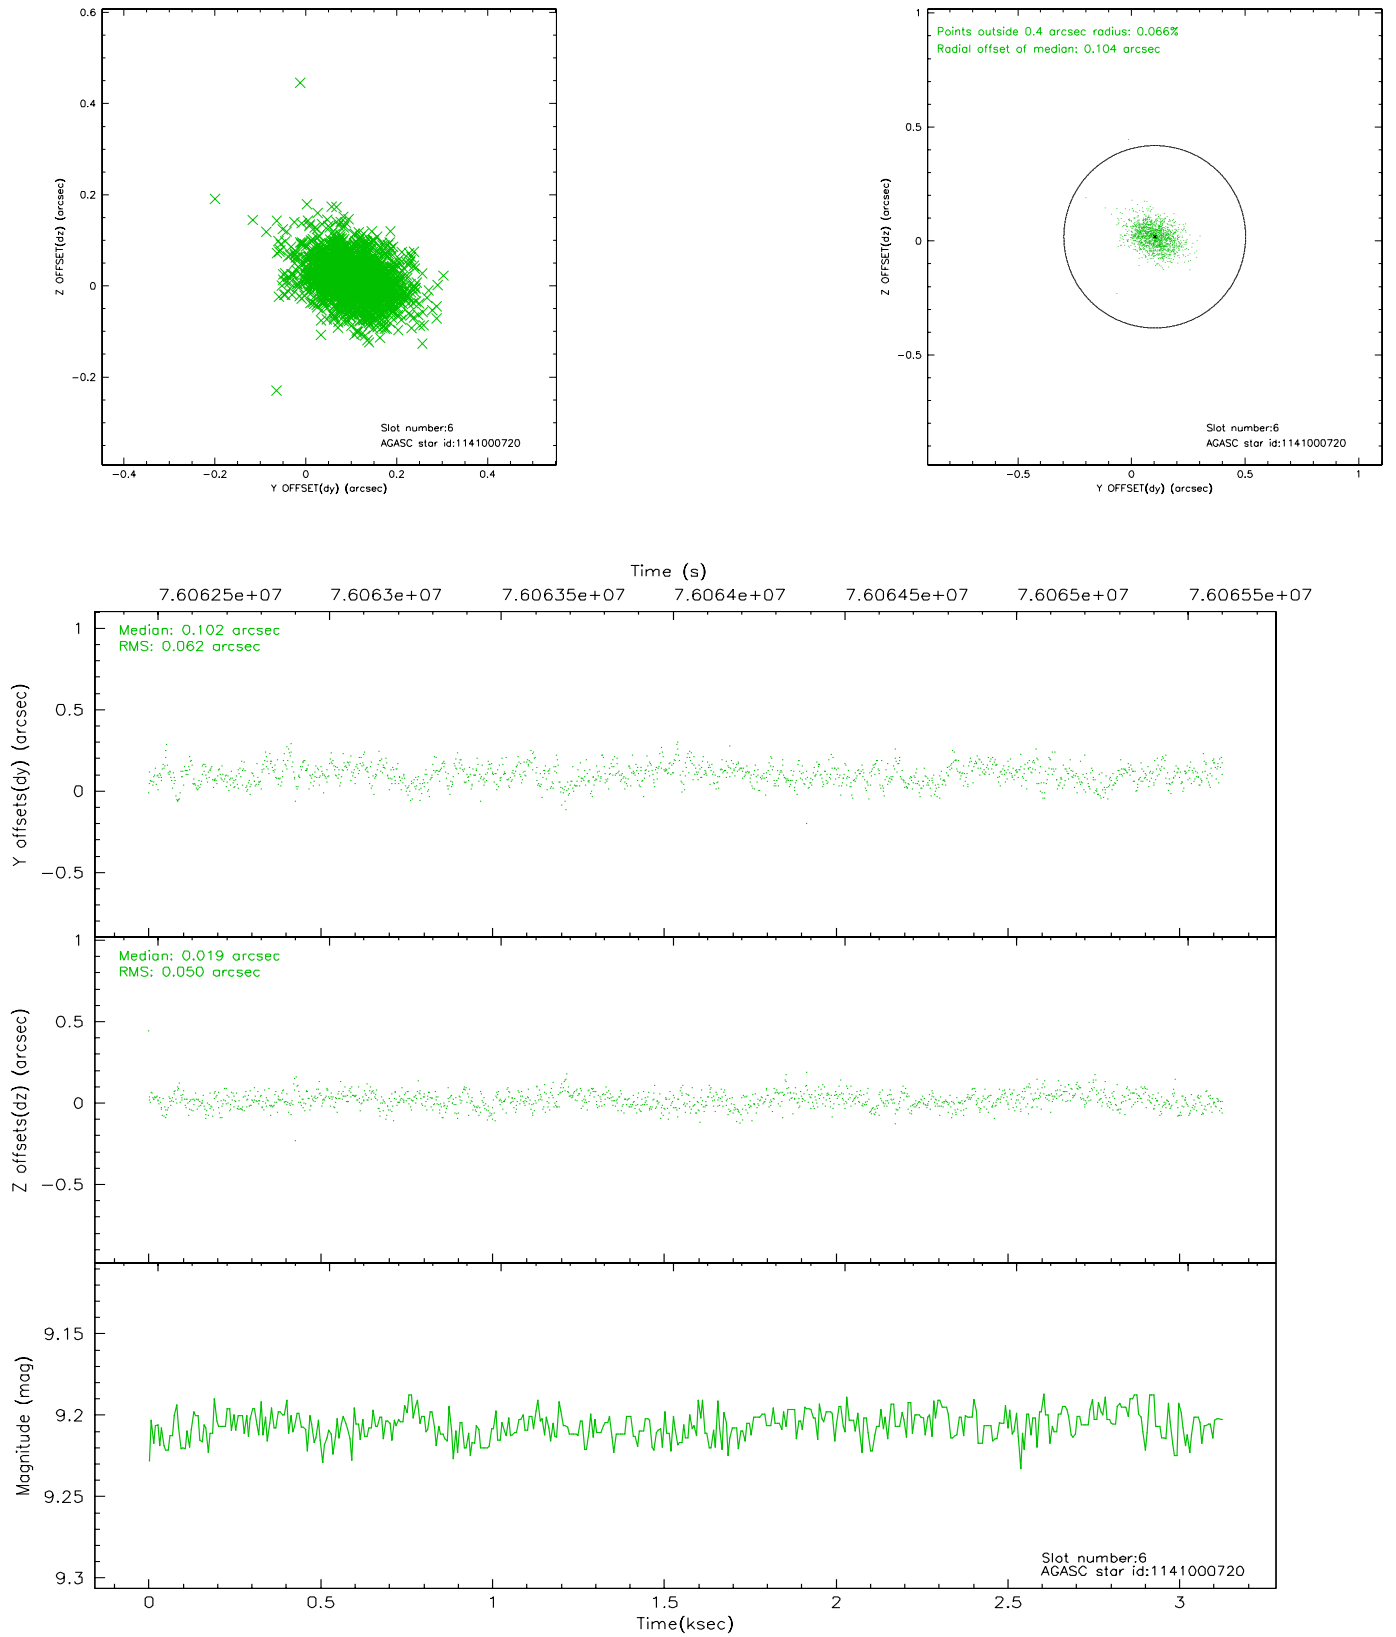 0.6
0.4
0.2
0
−0.2
Z OFFSET(dz) (arcsec)
Slot number:6
AGASC star id:1141000720
−0.4 −0.2 0 0.2 0.4
Y OFFSET(dy) (arcsec)
Points outside 0.4 arcsec radius: 0.066%
Radial offset of median: 0.104 arcsec
1
0.5
0
−0.5
Z OFFSET(dz) (arcsec)
Slot number:6
AGASC star id:1141000720
−0.5 0 0.5 1
Y OFFSET(dy) (arcsec)
Time (s)
7.60625e+07 7.6063e+07 7.60635e+07 7.6064e+07 7.60645e+07 7.6065e+07 7.60655e+07
Median: 0.102 arcsec
RMS: 0.062 arcsec
1
0.5
0
−0.5
Y offsets(dy) (arcsec)
Median: 0.019 arcsec
RMS: 0.050 arcsec
1
0.5
0
−0.5
Z offsets(dz) (arcsec)
9.15
9.2
9.25
9.3
Magnitude (mag)
Slot number:6
AGASC star id:1141000720
0 0.5 1 1.5 2 2.5 3
Time(ksec)